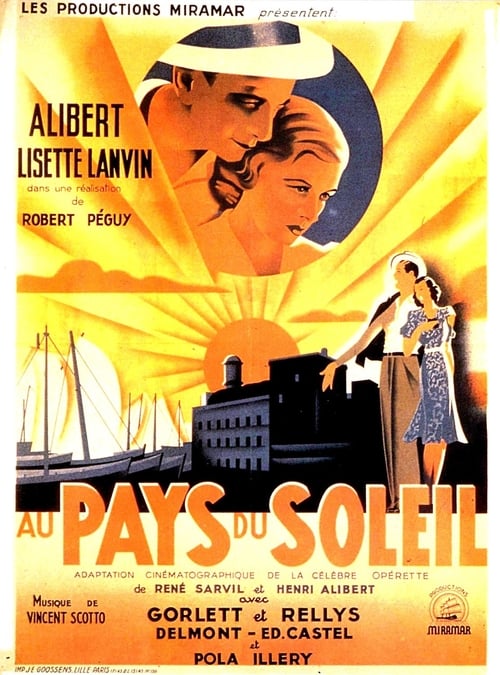 LES PRODUCTIONS MIRAMAR présentent:
ALIBERT
LISETTE LANVIN
dans une réalisation
de
ROBERT PÉGUY
AU PAYS DU SOLEIL
ADAPTATION CINÉMATOGRAPHIQUE DE LA CÉLÈBRE OPÉRETTE
de RENÉ SARVIL et HENRI ALIBERT
MUSIQUE DE
VINCENT SCOTTO
avec
GORLETT et RELLYS
DELMONT - ED. CASTEL
et
POLA ILLERY
PRODUCTIONS
MIRAMAR
IMP. JE GOOSSENS, LILLE PARIS